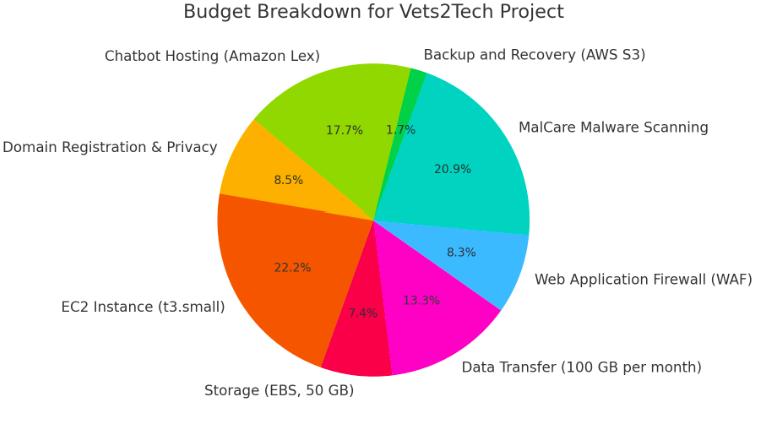 Budget Breakdown for Vets2Tech Project
Chatbot Hosting (Amazon Lex)
Backup and Recovery (AWS S3)
17.7%
1.7%
MalCare Malware Scanning
Domain Registration & Privacy
20.9%
8.5%
8.3%
22.2%
Web Application Firewall (WAF)
EC2 Instance (t3.small)
13.3%
7.4%
Data Transfer (100 GB per month)
Storage (EBS, 50 GB)